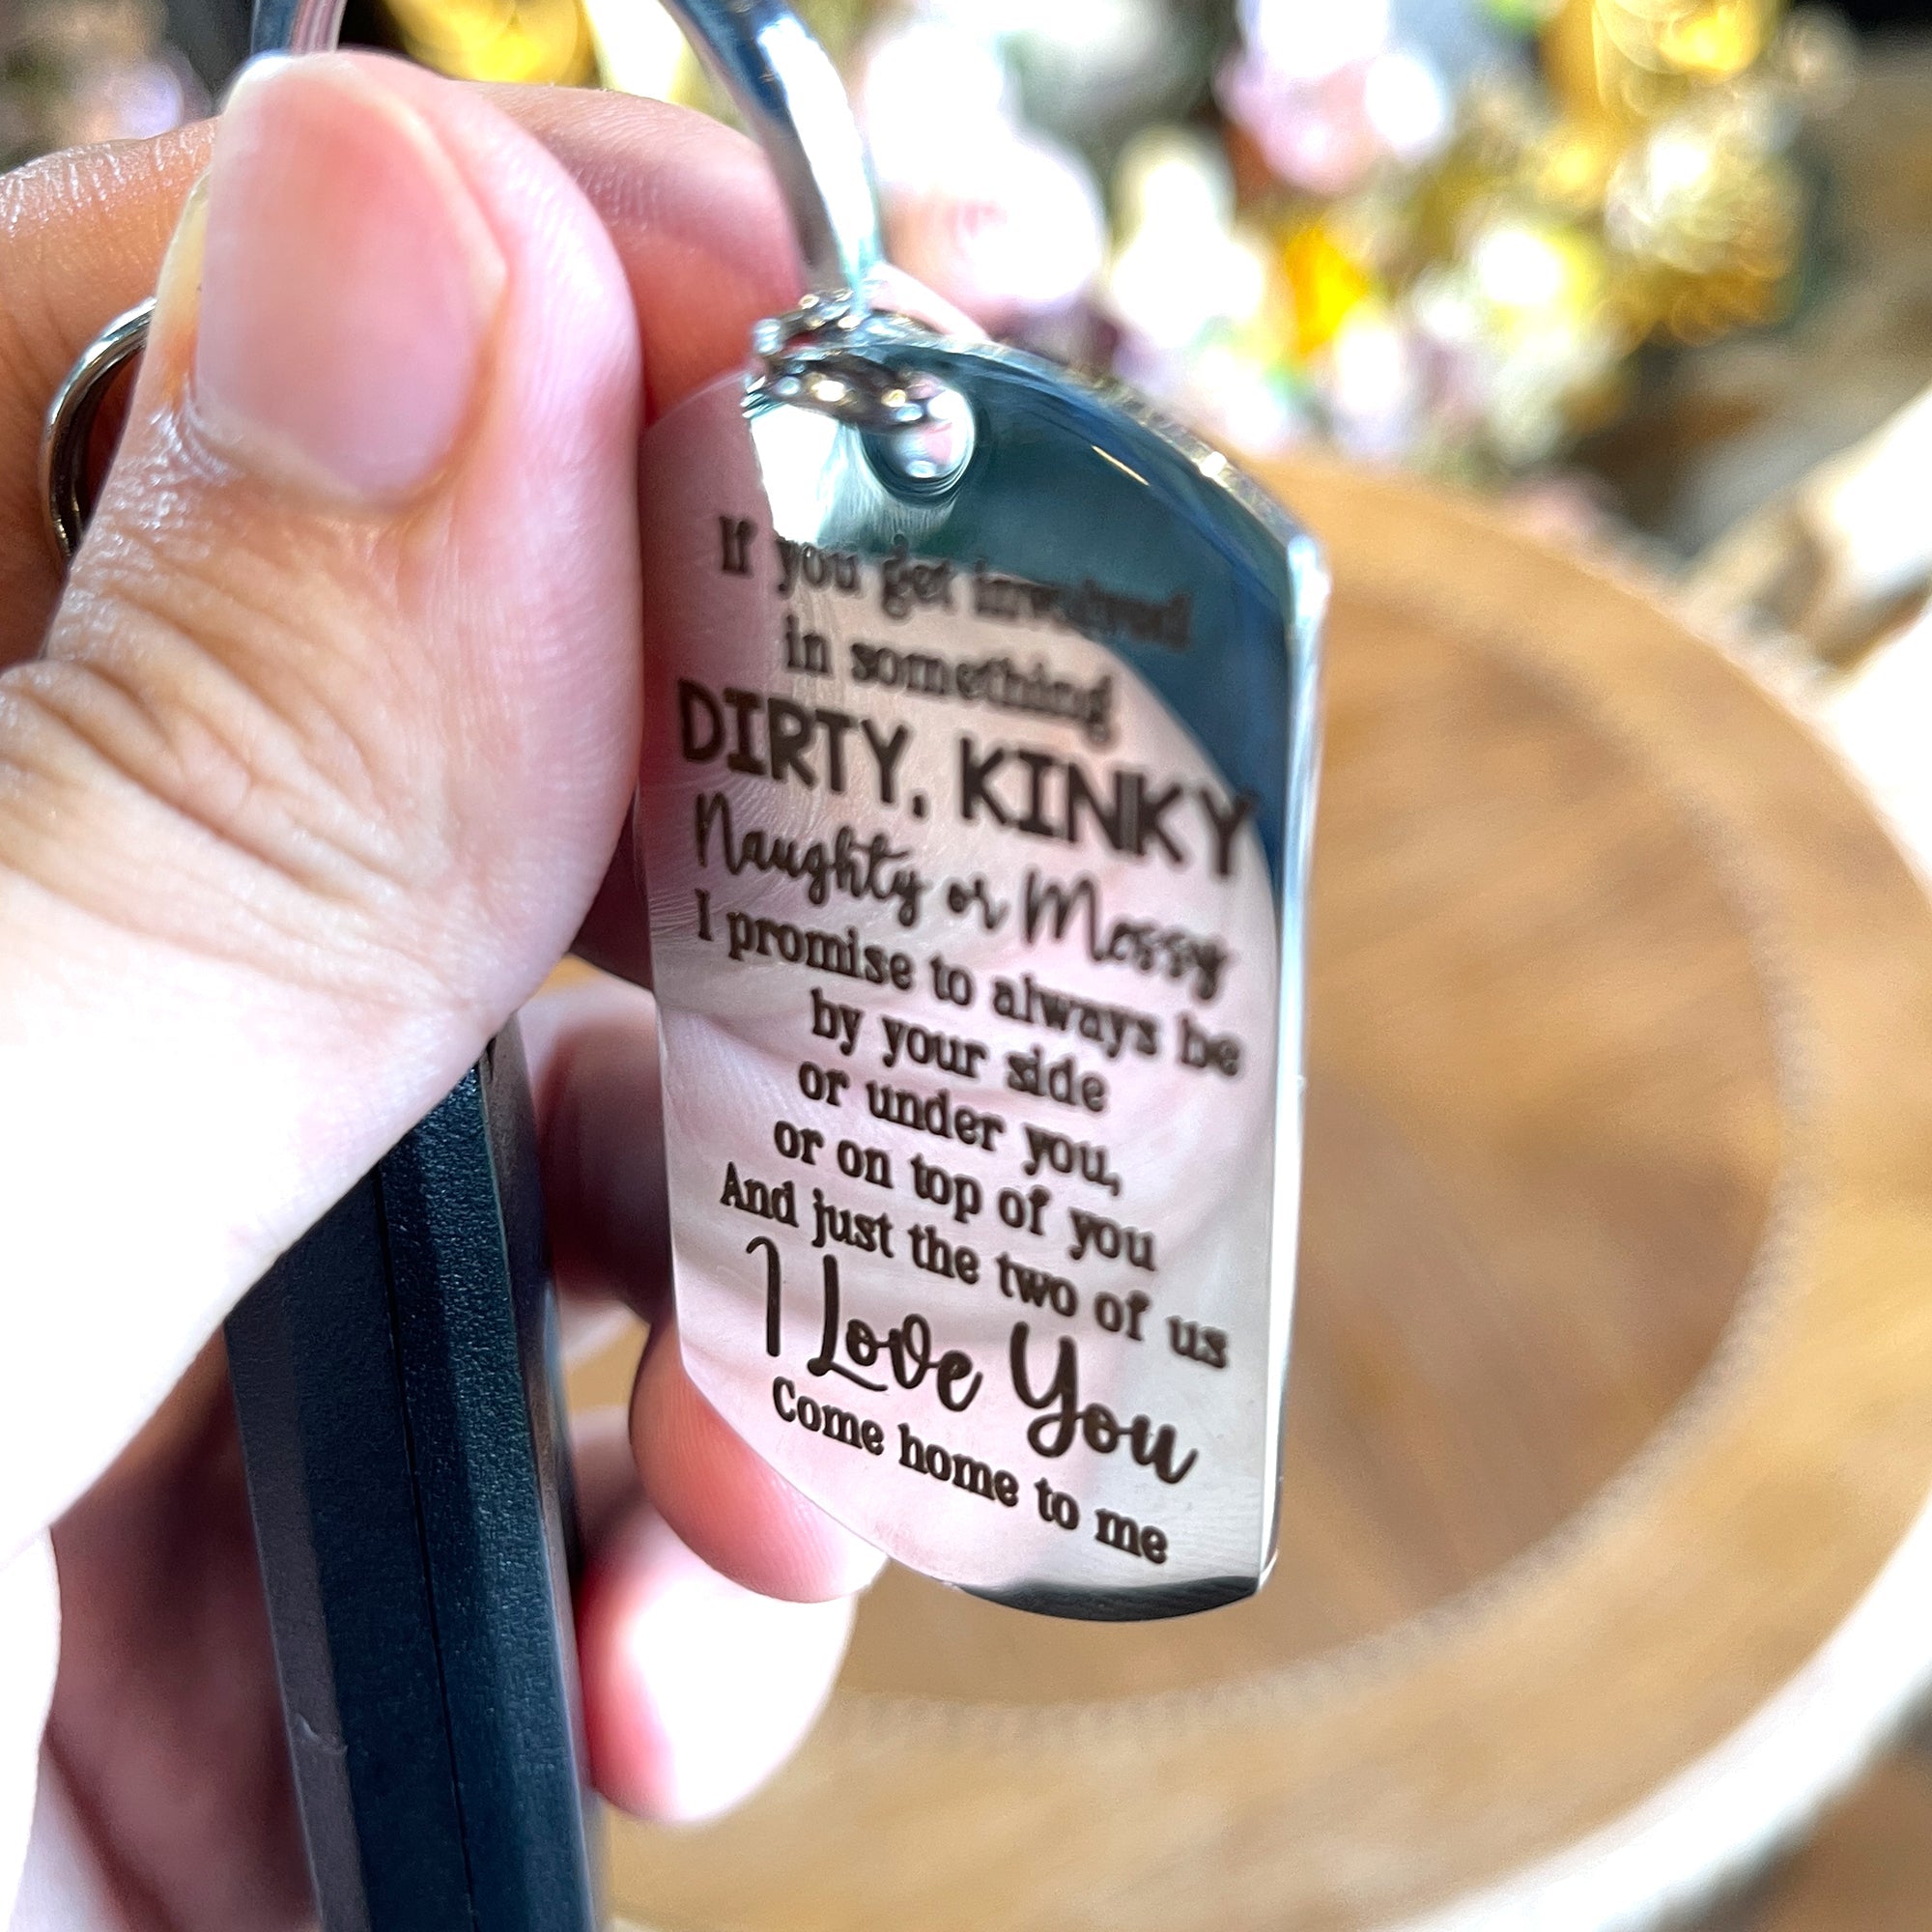 If you get involved
in something
DIRTY, KINKY
Naughty or Messy
I promise to always be
by your side
or under you,
or on top of you
And just the two of us
I Love You
Come home to me